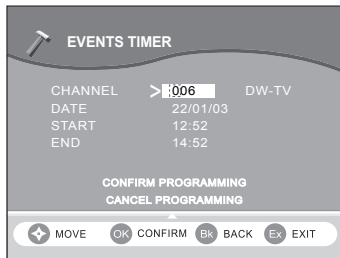 EVENTS TIMER
CHANNEL > 006 DW-TV
DATE 22/01/03
START 12:52
END 14:52
CONFIRM PROGRAMMING
CANCEL PROGRAMMING
MOVE OK CONFIRM Bk BACK Ex EXIT